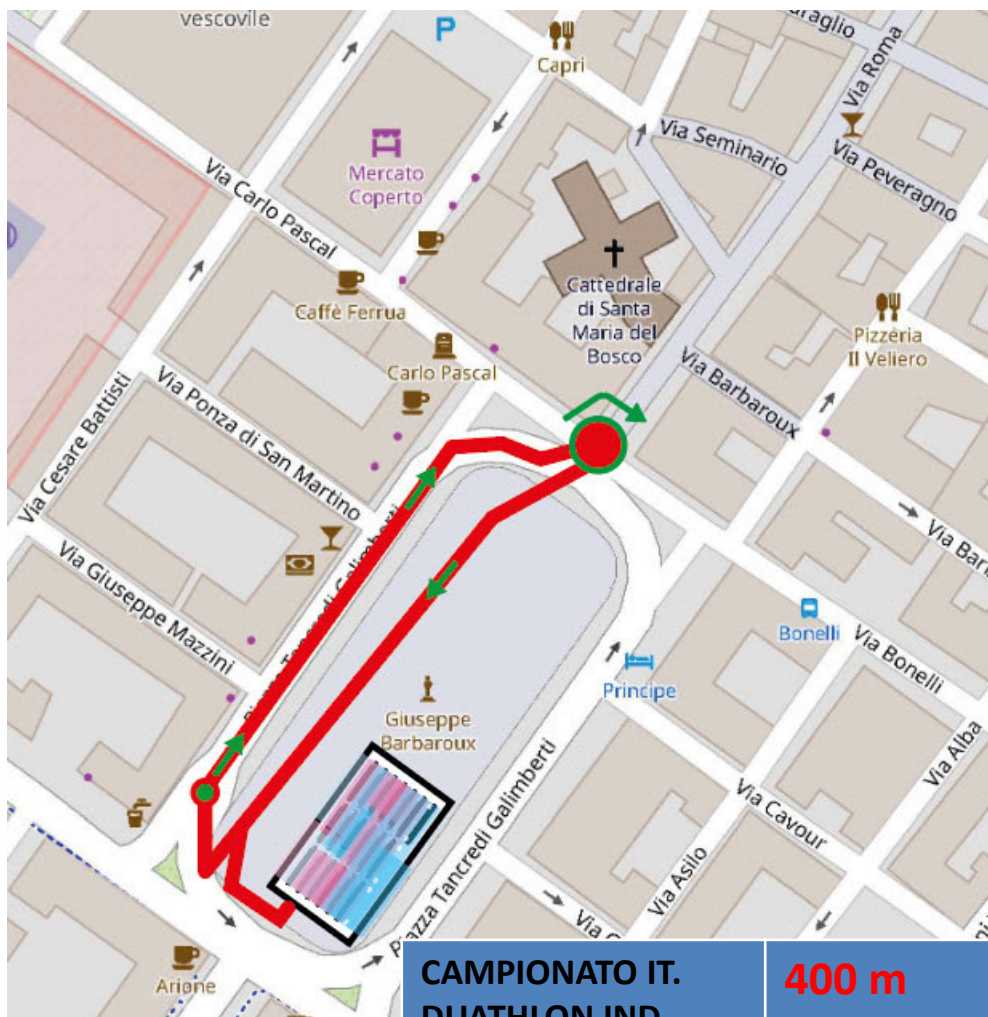 vescovile
P
Capri
Via Roma
Via Seminario
Via Peveragno
Mercato
Coperto
Via Carlo Pascal
Cattedrale
di Santa
Maria del
Bosco
Caffè Ferrua
Carlo Pascal
Pizzeria
Il Veliero
Via Barbaroux
Via Cesare Battisti
Via Ponza di San Martino
Via Giuseppe Mazzini
Bonelli
Via Bonelli
Principe
Giuseppe
Barbaroux
Via Alba
Via Cavour
Via Asilo
Piazza Tancredi Galimberti
Arione
CAMPIONATO IT.
DUATHLON IND
400 m